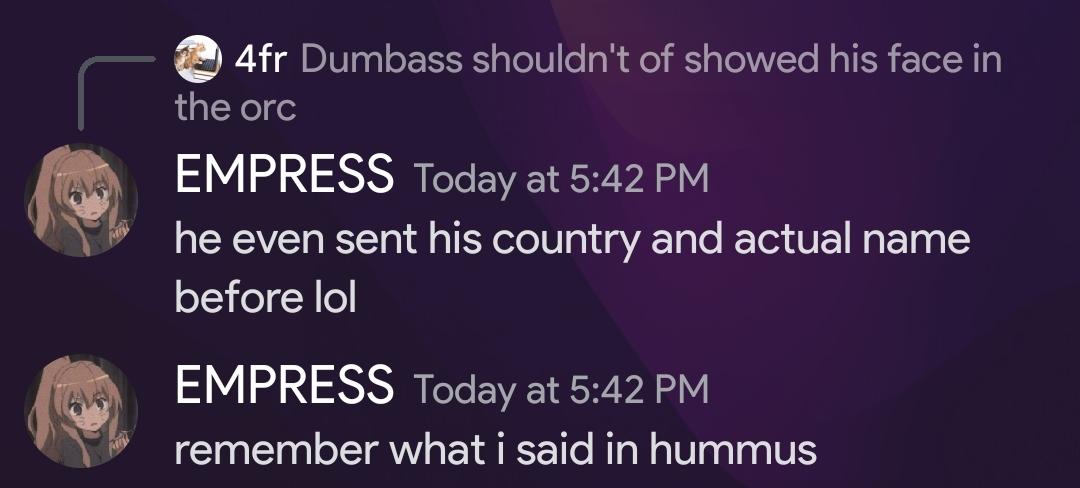 4fr Dumbass shouldn't of showed his face in
the orc
EMPRESS Today at 5:42 PM
he even sent his country and actual name
before lol
EMPRESS Today at 5:42 PM
remember what i said in hummus